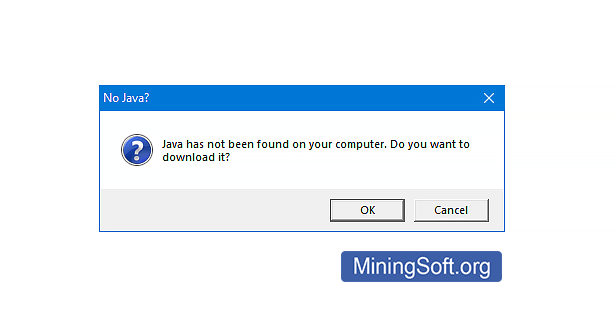 No Java?
Java has not been found on your computer. Do you want to
download it?
OK
Cancel
MiningSoft.org